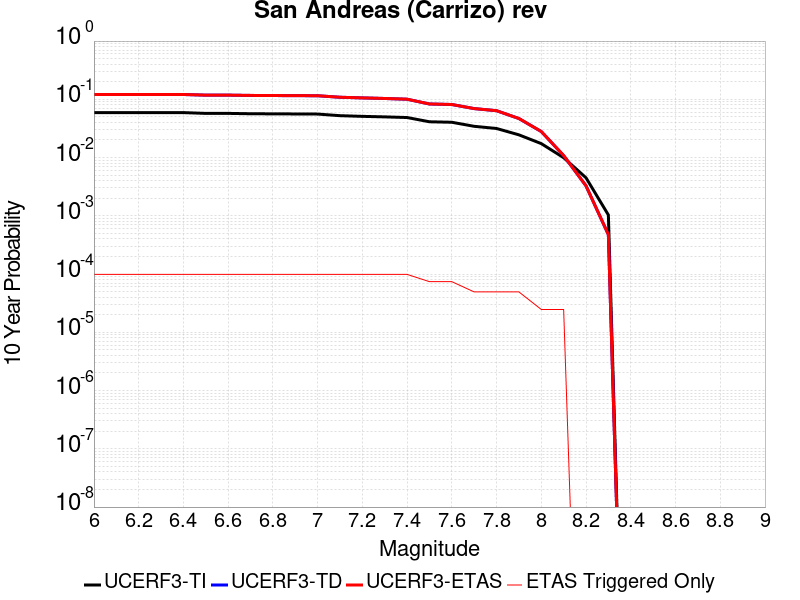 San Andreas (Carrizo) rev
10 Year Probability
10^0
10^-1
10^-2
10^-3
10^-4
10^-5
10^-6
10^-7
10^-8
6 6.2 6.4 6.6 6.8 7 7.2 7.4 7.6 7.8 8 8.2 8.4 8.6 8.8 9
Magnitude
UCERF3-TI UCERF3-TD UCERF3-ETAS ETAS Triggered Only